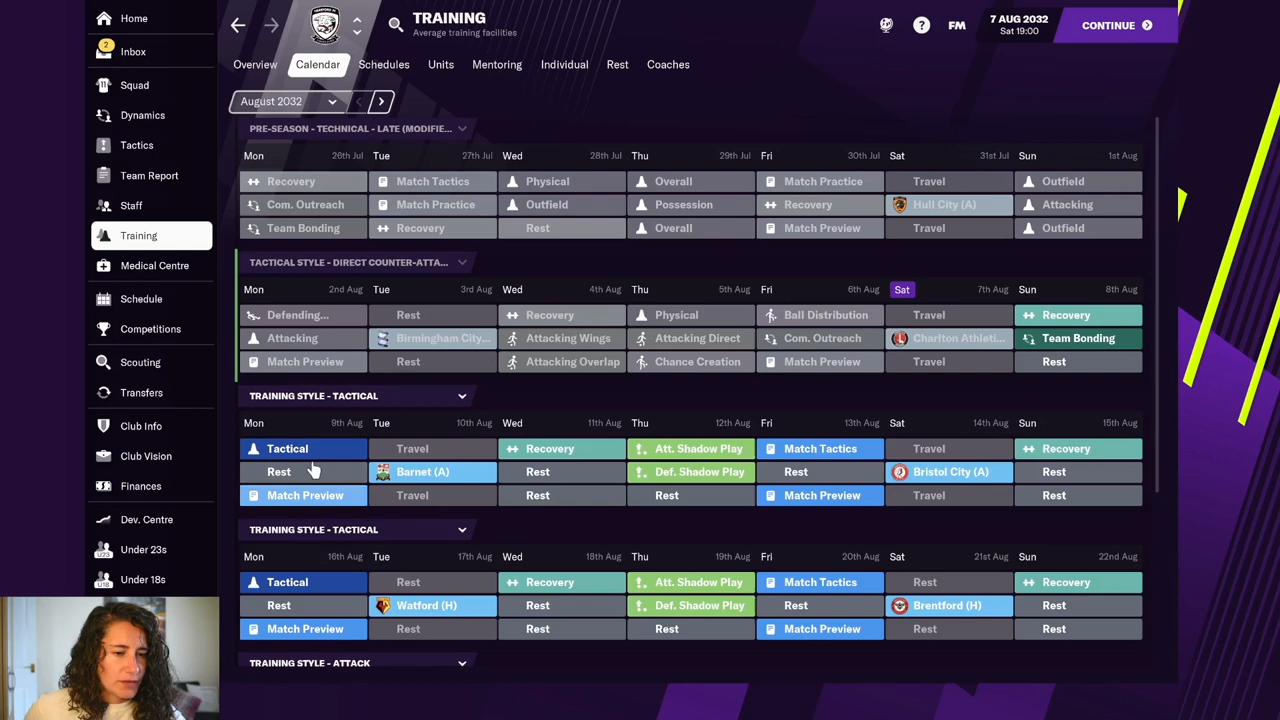 Home
2
Inbox
Squad
Dynamics
Tactics
Team Report
Staff
Training
Medical Centre
Schedule
Competitions
Scouting
Transfers
Club Info
Club Vision
Finances
Dev. Centre
U23
Under 23s
U18
Under 18s
TRAINING
Average training facilities
?
FM
7 AUG 2032
Sat 19:00
CONTINUE
Overview
Calendar
Schedules
Units
Mentoring
Individual
Rest
Coaches
August 2032
PRE-SEASON - TECHNICAL - LATE (MODIFIE...
Mon 26th Jul Tue 27th Jul Wed 28th Jul Thu 29th Jul Fri 30th Jul Sat 31st Jul Sun 1st Aug
Recovery Match Tactics Physical Overall Match Practice Travel Outfield
Com. Outreach Match Practice Outfield Possession Recovery Hull City (A) Attacking
Team Bonding Recovery Rest Overall Match Preview Travel Outfield
TACTICAL STYLE - DIRECT COUNTER-ATTA...
Mon 2nd Aug Tue 3rd Aug Wed 4th Aug Thu 5th Aug Fri 6th Aug Sat 7th Aug Sun 8th Aug
Defending... Rest Recovery Physical Ball Distribution Travel Recovery
Attacking Birmingham City... Attacking Wings Attacking Direct Com. Outreach Charlton Athleti... Team Bonding
Match Preview Rest Attacking Overlap Chance Creation Match Preview Travel Rest
TRAINING STYLE - TACTICAL
Mon 9th Aug Tue 10th Aug Wed 11th Aug Thu 12th Aug Fri 13th Aug Sat 14th Aug Sun 15th Aug
Tactical Travel Recovery Att. Shadow Play Match Tactics Travel Recovery
Rest Barnet (A) Rest Def. Shadow Play Rest Bristol City (A) Rest
Match Preview Travel Rest Rest Match Preview Travel Rest
TRAINING STYLE - TACTICAL
Mon 16th Aug Tue 17th Aug Wed 18th Aug Thu 19th Aug Fri 20th Aug Sat 21st Aug Sun 22nd Aug
Tactical Rest Recovery Att. Shadow Play Match Tactics Rest Recovery
Rest Watford (H) Rest Def. Shadow Play Rest Brentford (H) Rest
Match Preview Rest Rest Rest Match Preview Rest Rest
TRAINING STYLE - ATTACK